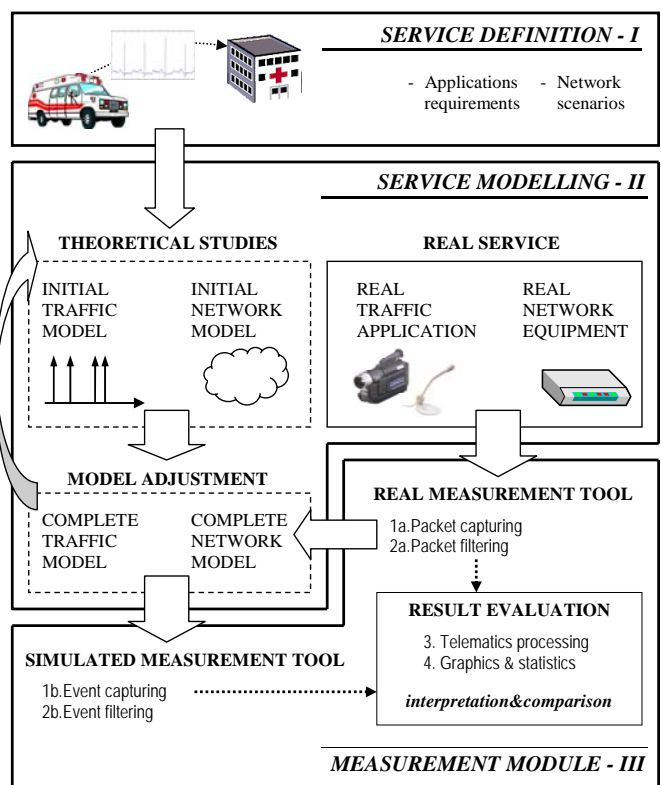 SERVICE DEFINITION - I
- Applications requirements
- Network scenarios
SERVICE MODELLING - II
THEORETICAL STUDIES
INITIAL
TRAFFIC
MODEL
INITIAL
NETWORK
MODEL
REAL SERVICE
REAL
TRAFFIC
APPLICATION
REAL
NETWORK
EQUIPMENT
MODEL ADJUSTMENT
COMPLETE
TRAFFIC
MODEL
COMPLETE
NETWORK
MODEL
REAL MEASUREMENT TOOL
1a.Packet capturing
2a.Packet filtering
RESULT EVALUATION
3. Telematics processing
4. Graphics & statistics
interpretation&comparison
SIMULATED MEASUREMENT TOOL
1b.Event capturing
2b.Event filtering
MEASUREMENT MODULE - III